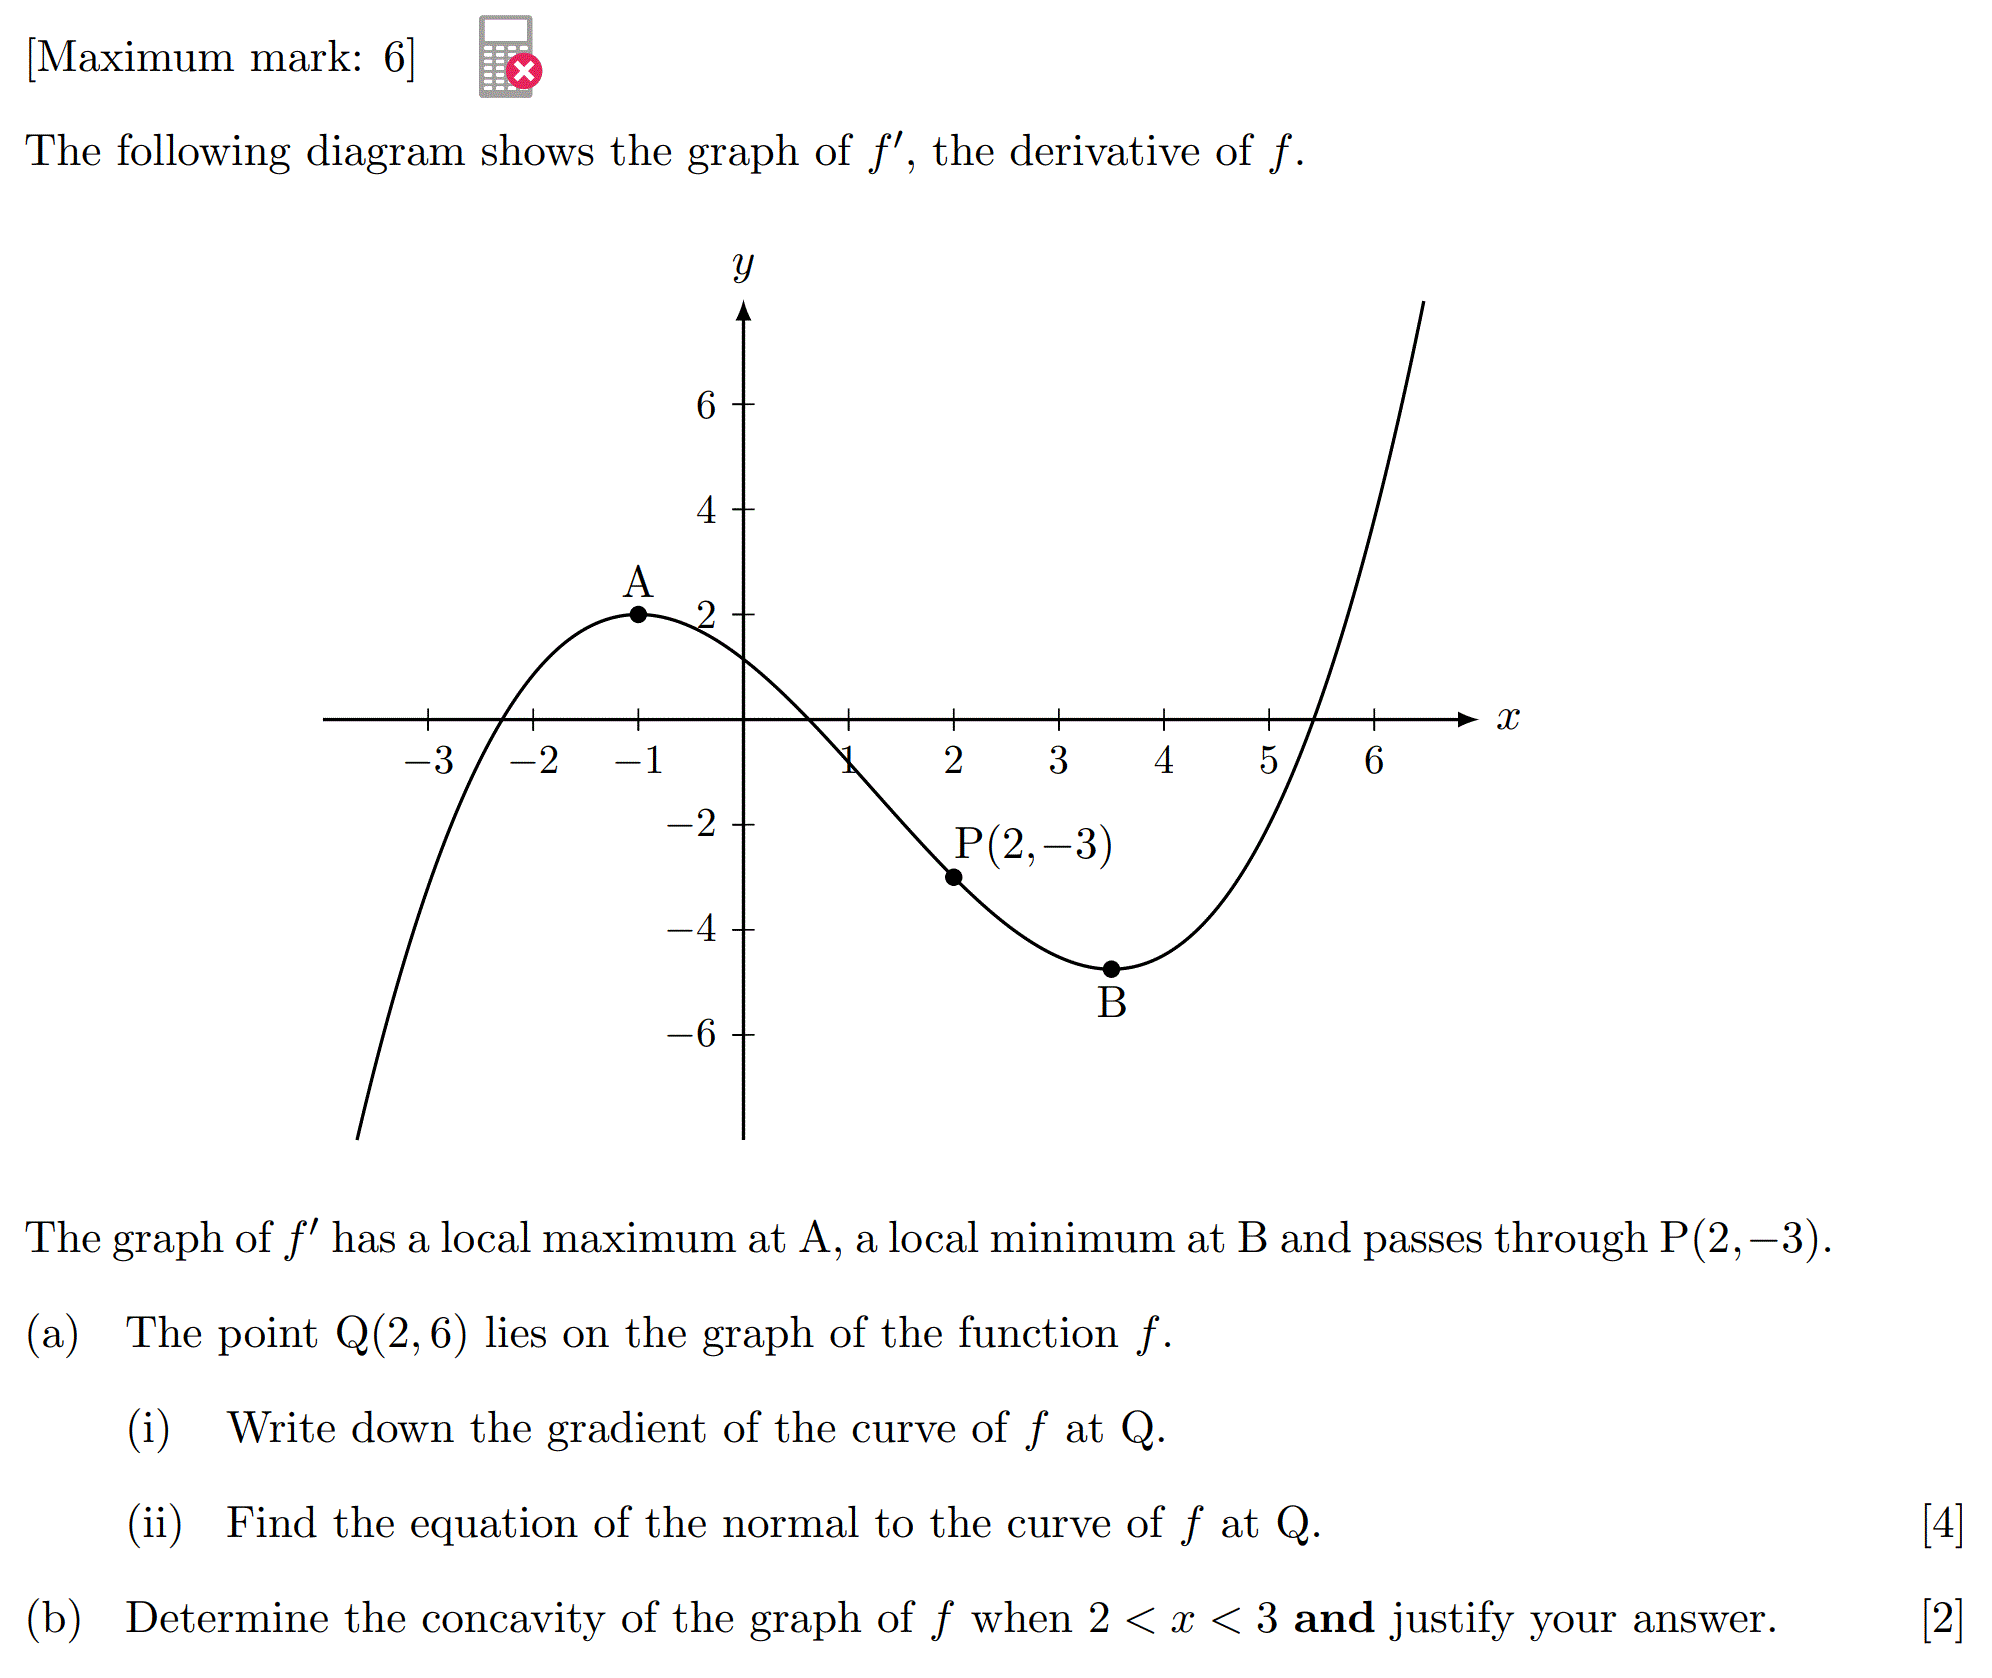 [Maximum mark: 6]
The following diagram shows the graph of f′, the derivative of f.
y
6
4
A
2
x
−3 −2 −1 1 2 3 4 5 6
−2
P(2,−3)
−4
B
−6
The graph of f′ has a local maximum at A, a local minimum at B and passes through P(2,−3).
(a) The point Q(2, 6) lies on the graph of the function f.
(i) Write down the gradient of the curve of f at Q.
(ii) Find the equation of the normal to the curve of f at Q. [4]
(b) Determine the concavity of the graph of f when 2 < x < 3 and justify your answer. [2]